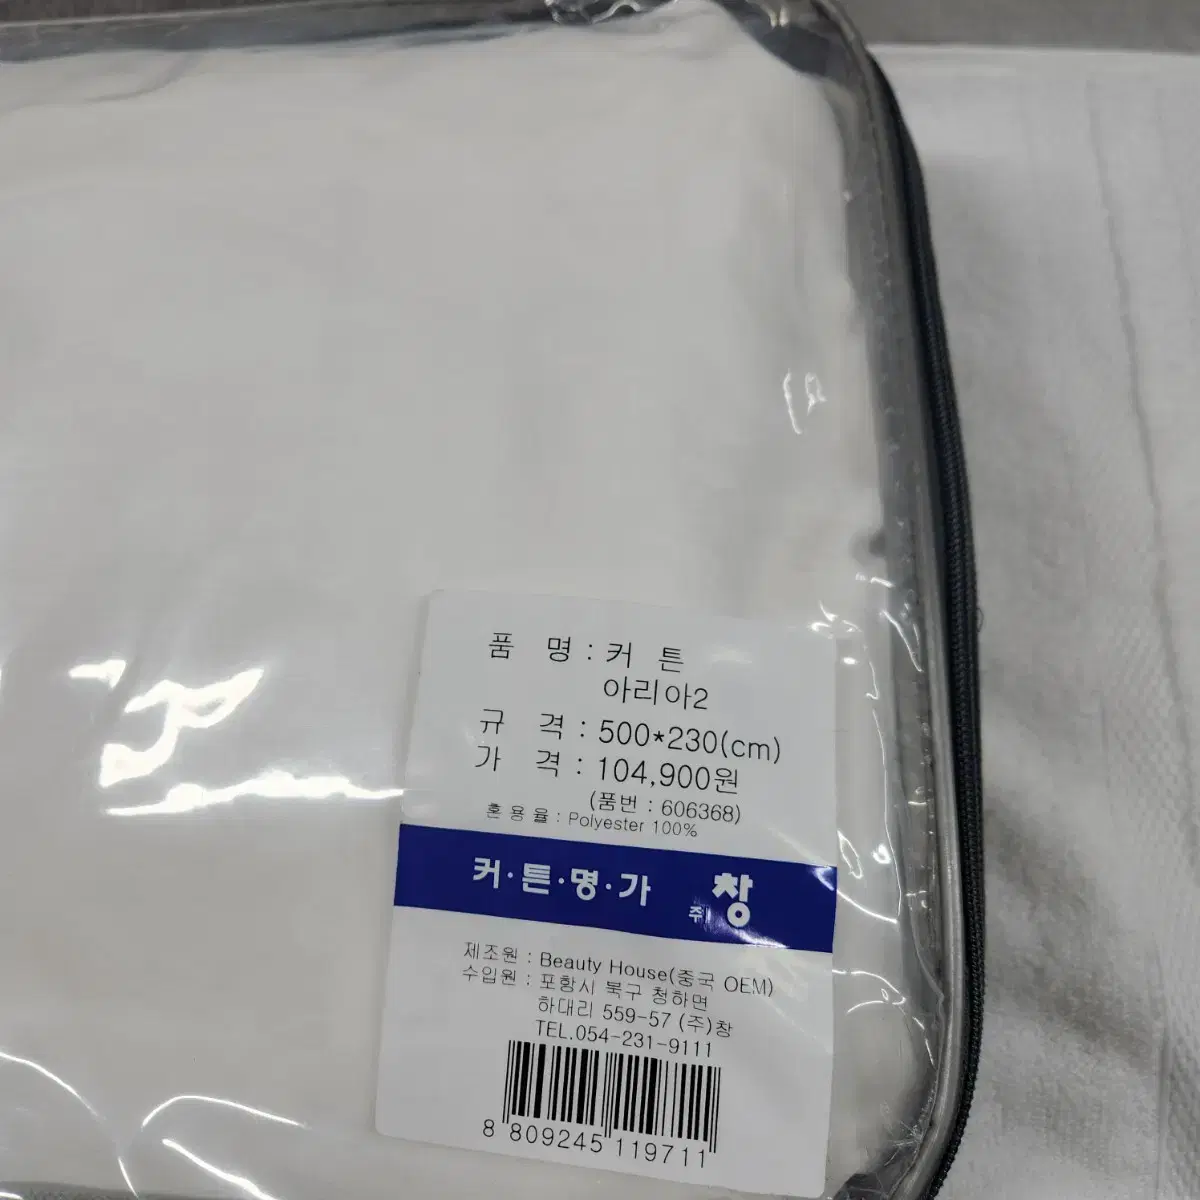 품 명 : 커 튼
아리아2
규 격 : 500*230(cm)
가 격 : 104,900원
(품번 : 606368)
혼 용 율 : Polyester 100%
커·튼·명·가 ㈜창
제조원 : Beauty House(중국 OEM)
수입원 : 포항시 북구 청하면
하대리 559-57 (주)창
TEL.054-231-9111
8 809245 119711